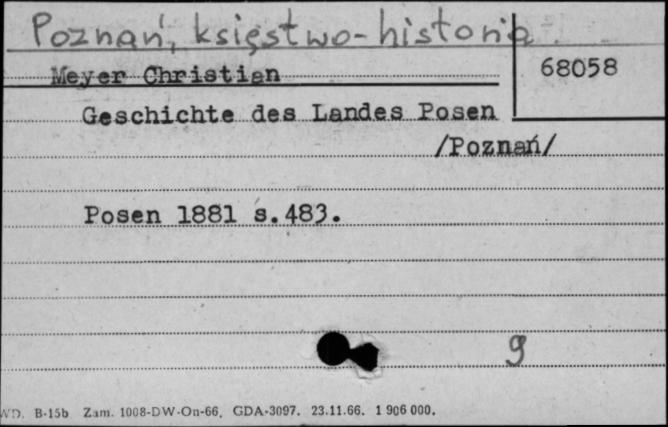 Poznań, księstwo-historia
Meyer Christian
68058
Geschichte des Landes Posen
/Poznań/
Posen 1881 s.483.
9
WD. B-15b Zam. 1008-DW-On-66, GDA-3097. 23.11.66. 1 906 000.